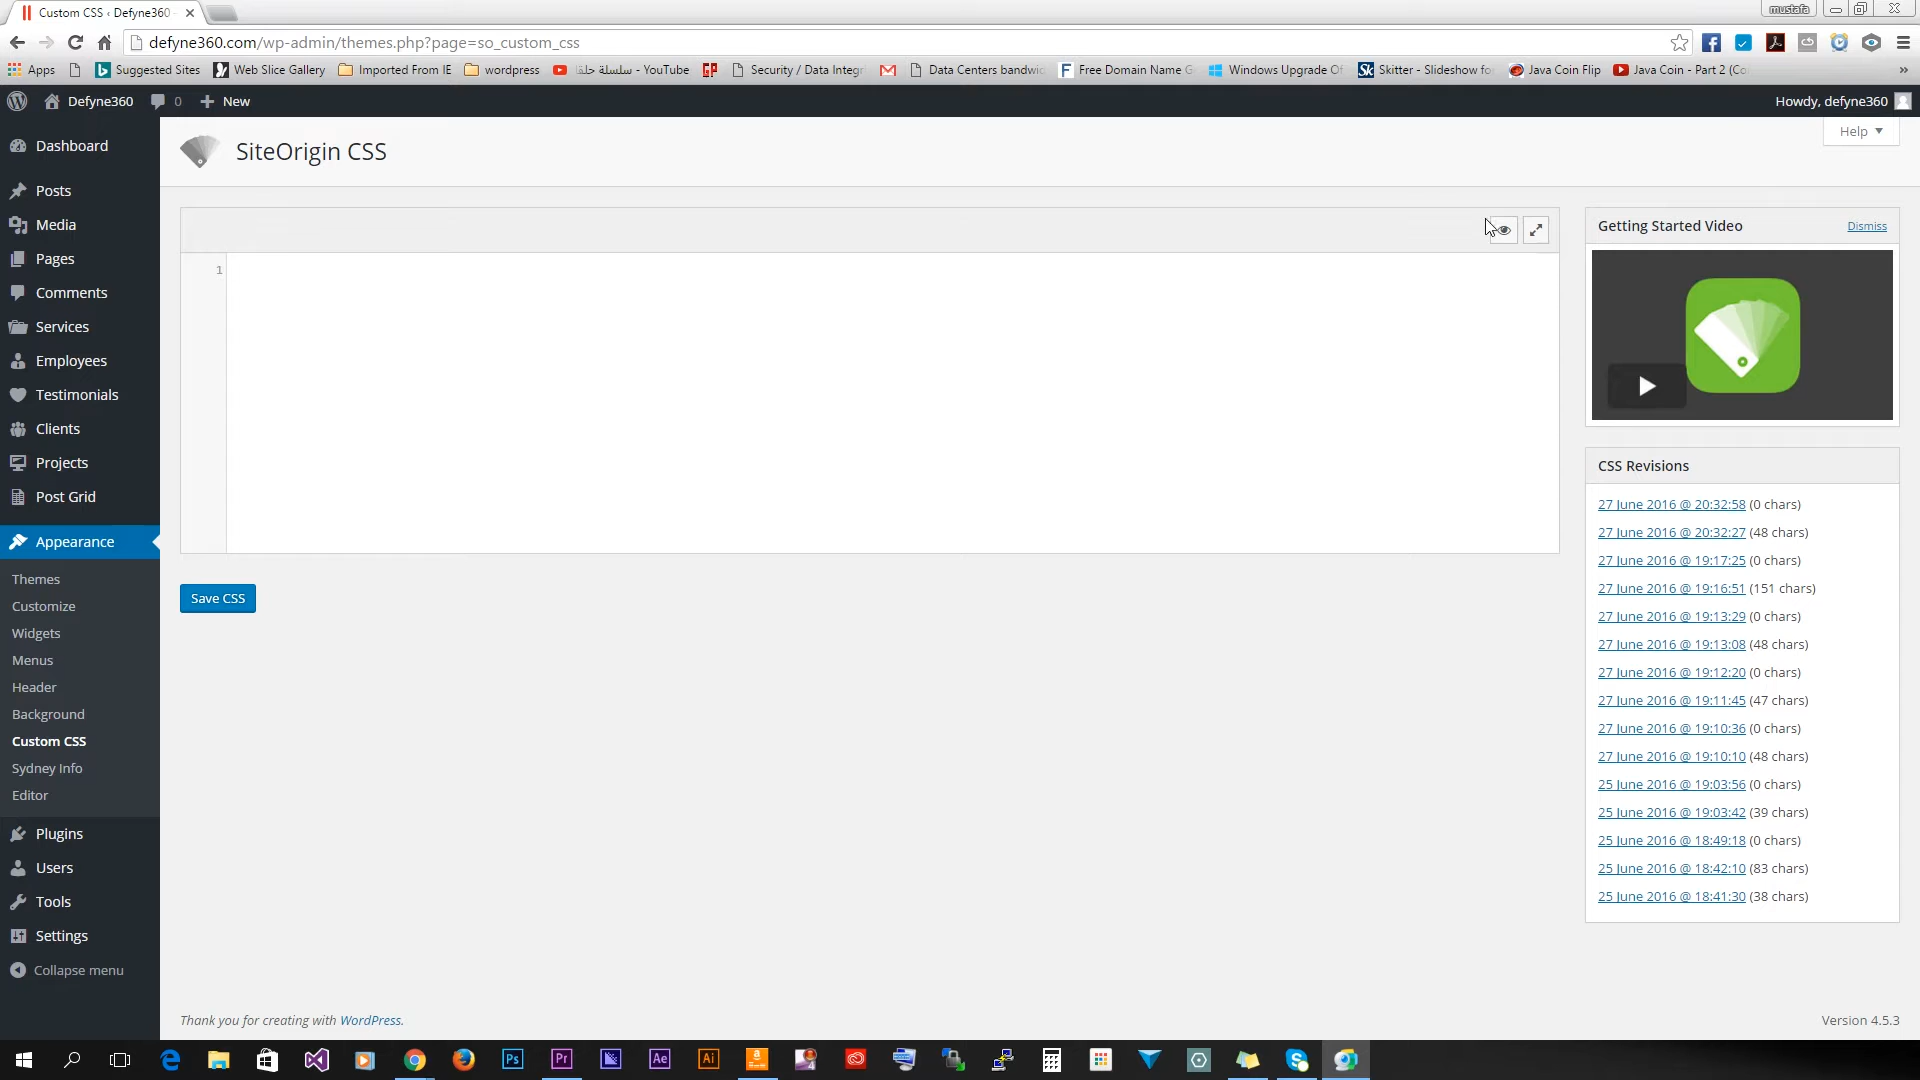 Custom CSS ‹ Defyne360
mustafa
defyne360.com/wp-admin/themes.php?page=so_custom_css
Apps
Suggested Sites
Web Slice Gallery
Imported From IE
wordpress
سلسلة حلقا - YouTube
Security / Data Integr
Data Centers bandwi
Free Domain Name G
Windows Upgrade Of
Skitter - Slideshow fo
Java Coin Flip
Java Coin - Part 2 (Co
»
Defyne360
0
New
Howdy, defyne360
Dashboard
Posts
Media
Pages
Comments
Services
Employees
Testimonials
Clients
Projects
Post Grid
Appearance
Themes
Customize
Widgets
Menus
Header
Background
Custom CSS
Sydney Info
Editor
Plugins
Users
Tools
Settings
Collapse menu
SiteOrigin CSS
Help
1
Save CSS
Getting Started Video
Dismiss
CSS Revisions
27 June 2016 @ 20:32:58 (0 chars)
27 June 2016 @ 20:32:27 (48 chars)
27 June 2016 @ 19:17:25 (0 chars)
27 June 2016 @ 19:16:51 (151 chars)
27 June 2016 @ 19:13:29 (0 chars)
27 June 2016 @ 19:13:08 (48 chars)
27 June 2016 @ 19:12:20 (0 chars)
27 June 2016 @ 19:11:45 (47 chars)
27 June 2016 @ 19:10:36 (0 chars)
27 June 2016 @ 19:10:10 (48 chars)
25 June 2016 @ 19:03:56 (0 chars)
25 June 2016 @ 19:03:42 (39 chars)
25 June 2016 @ 18:49:18 (0 chars)
25 June 2016 @ 18:42:10 (83 chars)
25 June 2016 @ 18:41:30 (38 chars)
Thank you for creating with WordPress.
Version 4.5.3
Ps
Pr
Ae
Ai